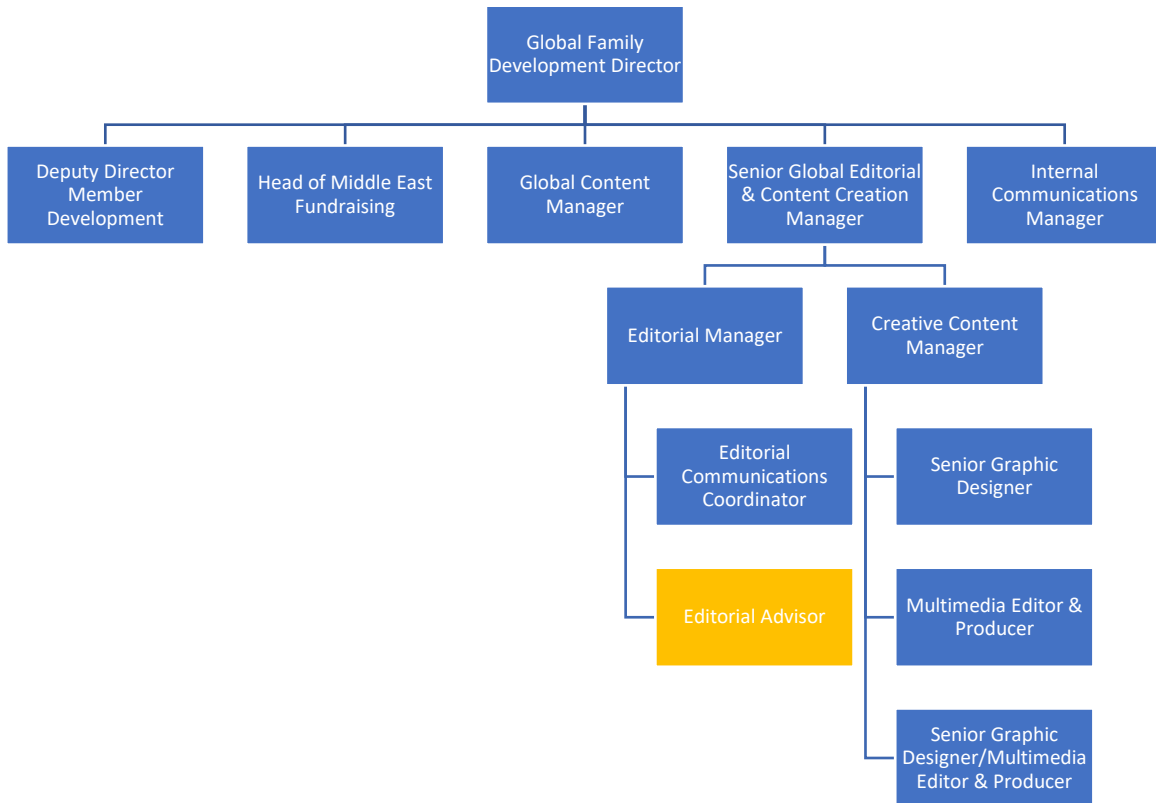 Global Family
Development Director
Deputy Director
Member
Development
Head of Middle East
Fundraising
Global Content
Manager
Senior Global Editorial
& Content Creation
Manager
Internal
Communications
Manager
Editorial Manager
Creative Content
Manager
Editorial
Communications
Coordinator
Senior Graphic
Designer
Editorial Advisor
Multimedia Editor &
Producer
Senior Graphic
Designer/Multimedia
Editor & Producer